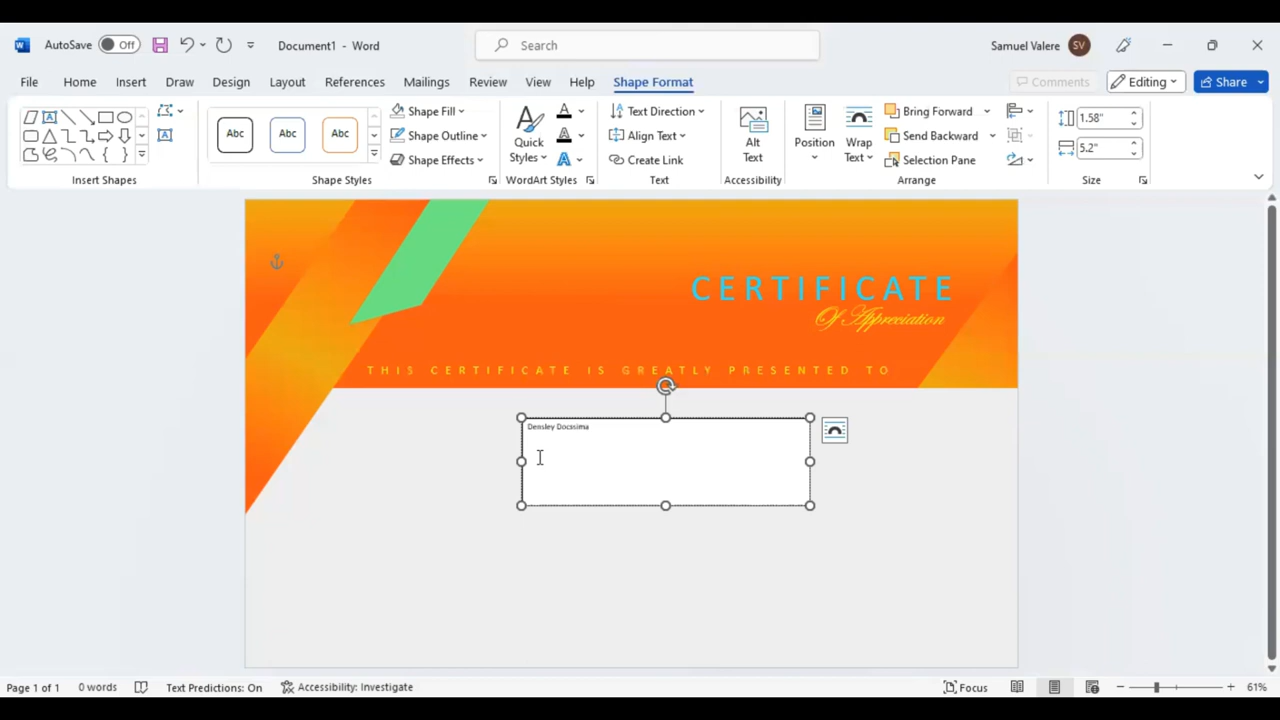 AutoSave Off Document1 - Word Search Samuel Valere SV
File Home Insert Draw Design Layout References Mailings Review View Help Shape Format Comments Editing Share
Abc Abc Abc
Shape Fill
Shape Outline
Shape Effects
Quick Styles
Text Direction
Align Text
Create Link
Alt Text
Position
Wrap Text
Bring Forward
Send Backward
Selection Pane
1.58"
5.2"
Insert Shapes Shape Styles WordArt Styles Text Accessibility Arrange Size
CERTIFICATE
Of Appreciation
THIS CERTIFICATE IS GREATLY PRESENTED TO
Densley Docssima
Page 1 of 1 0 words Text Predictions: On Accessibility: Investigate Focus 61%